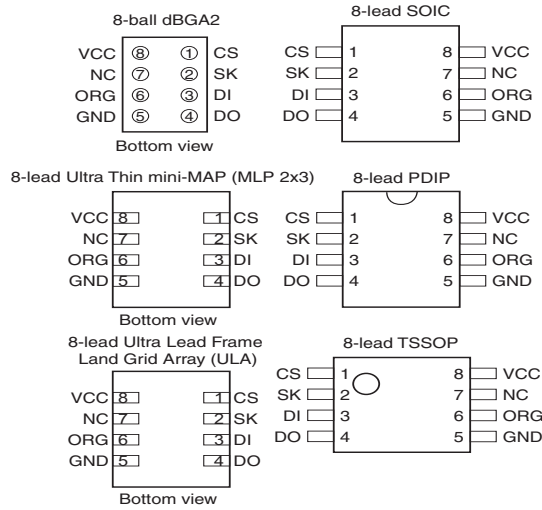 8-ball dBGA2
VCC 8 1 CS
NC 7 2 SK
ORG 6 3 DI
GND 5 4 DO
Bottom view
8-lead SOIC
CS 1 8 VCC
SK 2 7 NC
DI 3 6 ORG
DO 4 5 GND
8-lead Ultra Thin mini-MAP (MLP 2x3)
VCC 8 1 CS
NC 7 2 SK
ORG 6 3 DI
GND 5 4 DO
Bottom view
8-lead PDIP
CS 1 8 VCC
SK 2 7 NC
DI 3 6 ORG
DO 4 5 GND
8-lead Ultra Lead Frame
Land Grid Array (ULA)
VCC 8 1 CS
NC 7 2 SK
ORG 6 3 DI
GND 5 4 DO
Bottom view
8-lead TSSOP
CS 1 8 VCC
SK 2 7 NC
DI 3 6 ORG
DO 4 5 GND